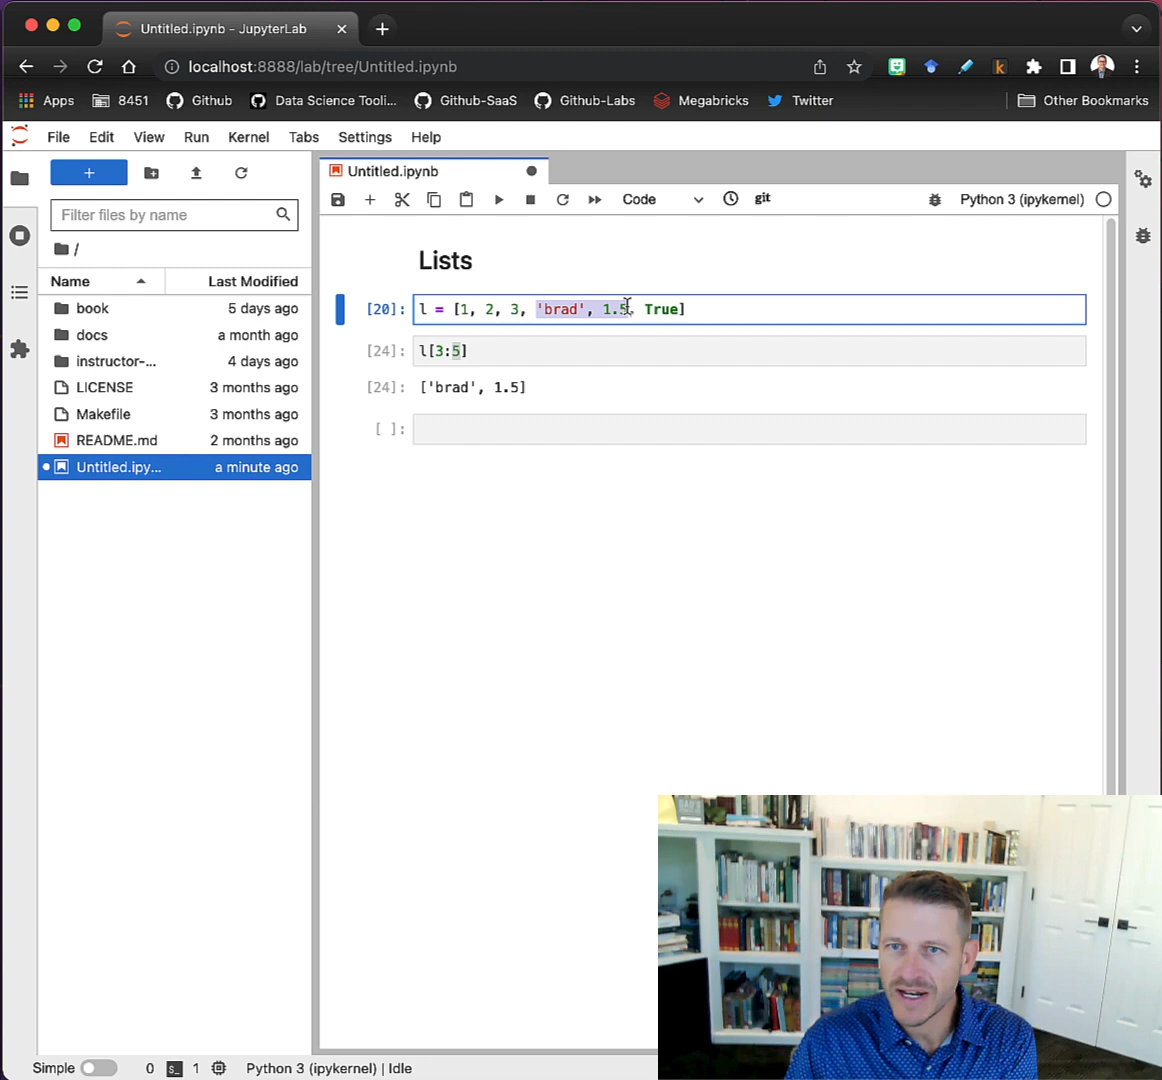 Untitled.ipynb - JupyterLab
localhost:8888/lab/tree/Untitled.ipynb
Apps 8451 Github Data Science Tooli... Github-SaaS Github-Labs Megabricks Twitter Other Bookmarks
File Edit View Run Kernel Tabs Settings Help
Untitled.ipynb
Code git Python 3 (ipykernel)
Filter files by name
/
Name Last Modified
book 5 days ago
docs a month ago
instructor-... 4 days ago
LICENSE 3 months ago
Makefile 3 months ago
README.md 2 months ago
Untitled.ipy... a minute ago
Lists
[20]: l = [1, 2, 3, 'brad', 1.5, True]
[24]: l[3:5]
[24]: ['brad', 1.5]
[ ]:
Simple 0 1 Python 3 (ipykernel) | Idle